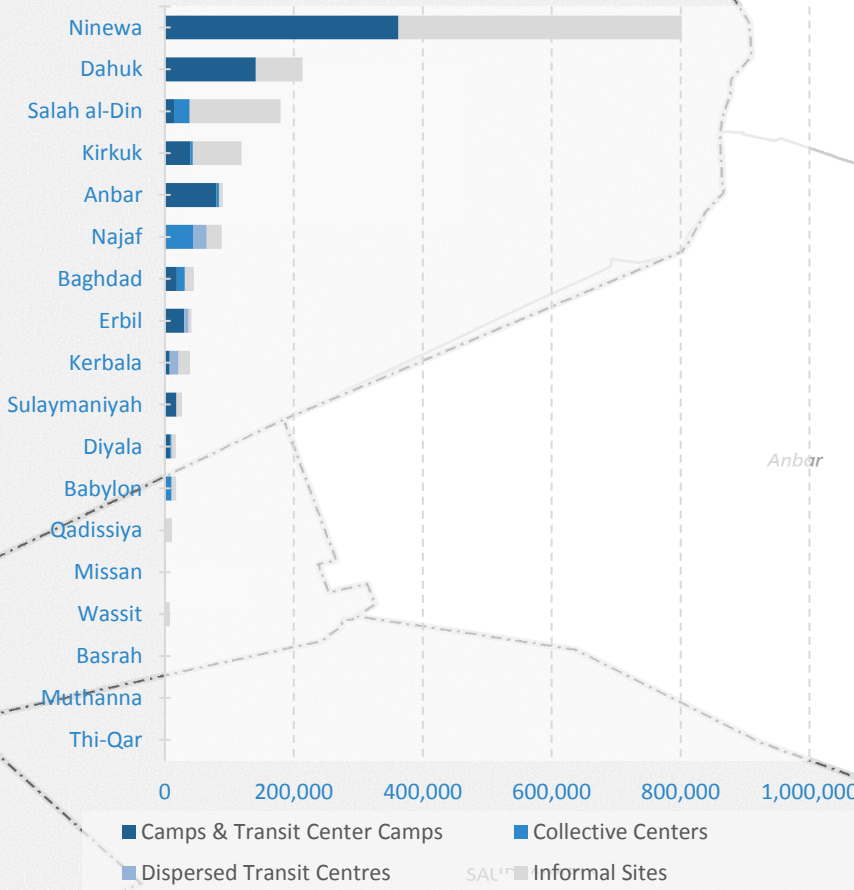 Ninewa
Dahuk
Salah al-Din
Kirkuk
Anbar
Najaf
Baghdad
Erbil
Kerbala
Sulaymaniyah
Diyala
Anbar
Babylon
Qadissiya
Missan
Wassit
Basrah
Muthanna
Thi-Qar
0 200,000 400,000 600,000 800,000 1,000,000
Camps & Transit Center Camps Collective Centers
Dispersed Transit Centres Informal Sites